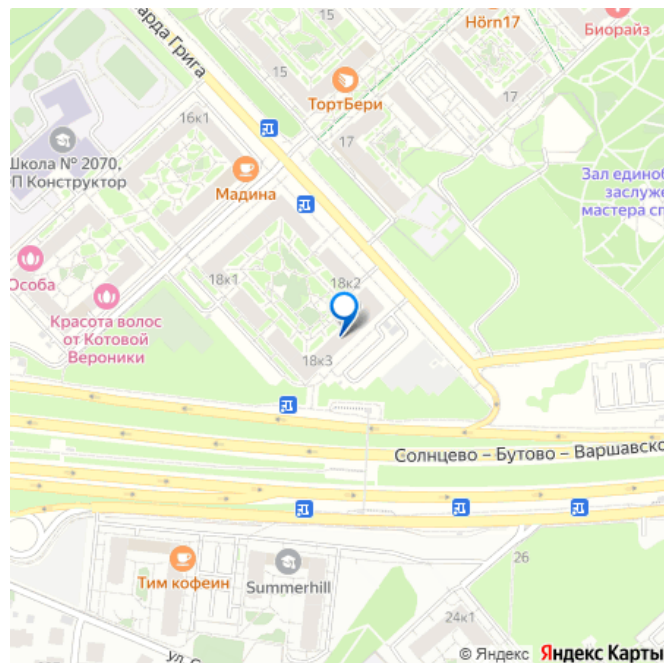 Hörn17
Биорайз
15
арда Грига
15
ТортБери
17
16к1
17
Школа № 2070,
П Конструктор
Мадина
Зал единоб
заслуже
мастера сп
Особа
18к1
18к2
Красота волос
от Котовой
Вероники
18к3
Солнцево – Бутово – Варшавско
Тим кофеин
Summerhill
26
24к1
ул. С
© Яндекс Яндекс Карты